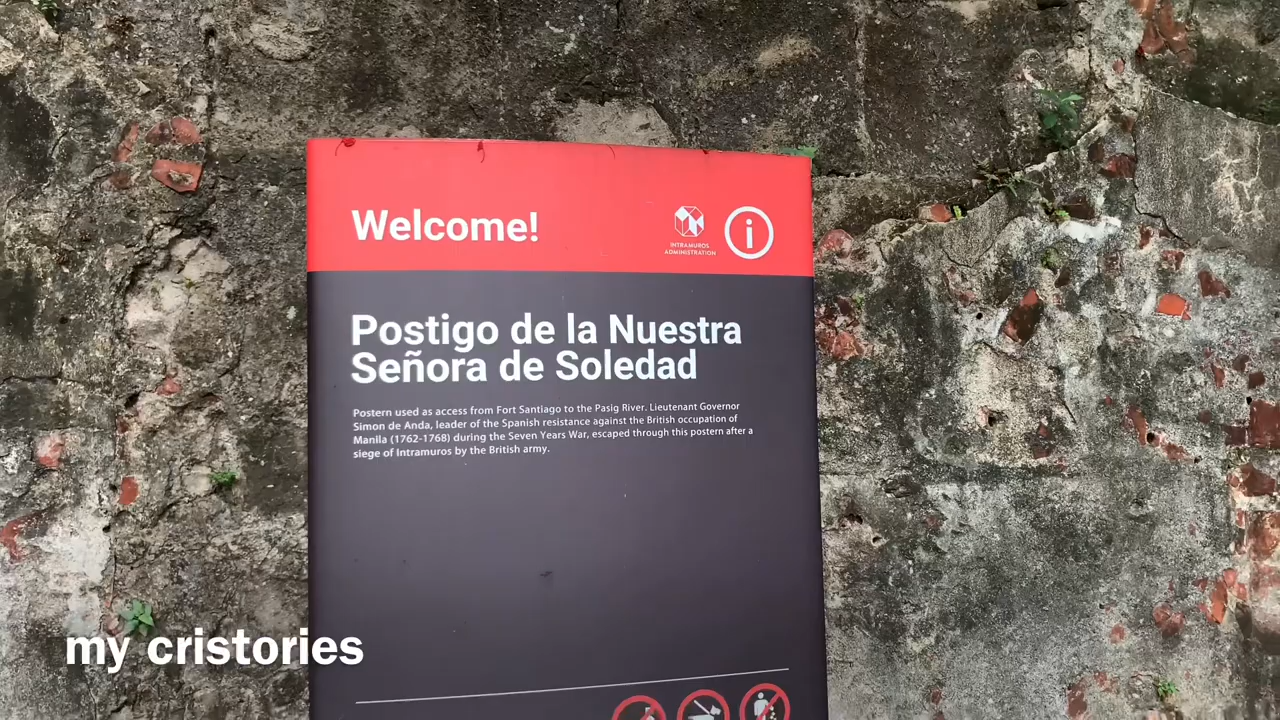 Welcome!
INTRAMUROS
ADMINISTRATION
i
Postigo de la Nuestra
Señora de Soledad
Postern used as access from Fort Santiago to the Pasig River. Lieutenant Governor
Simon de Anda, leader of the Spanish resistance against the British occupation of
Manila (1762-1768) during the Seven Years War, escaped through this postern after a
siege of Intramuros by the British army.
my cristories